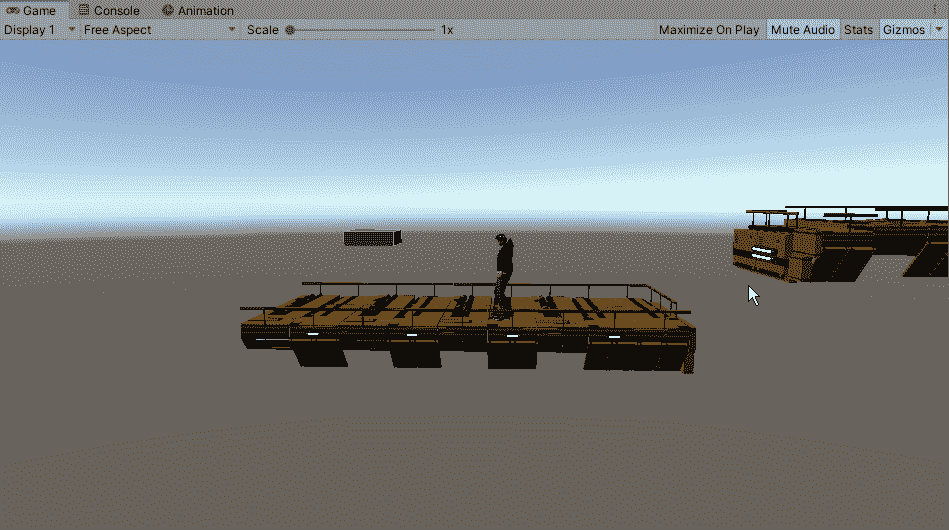 Game Console Animation
Display 1 Free Aspect Scale 1x Maximize On Play Mute Audio Stats Gizmos